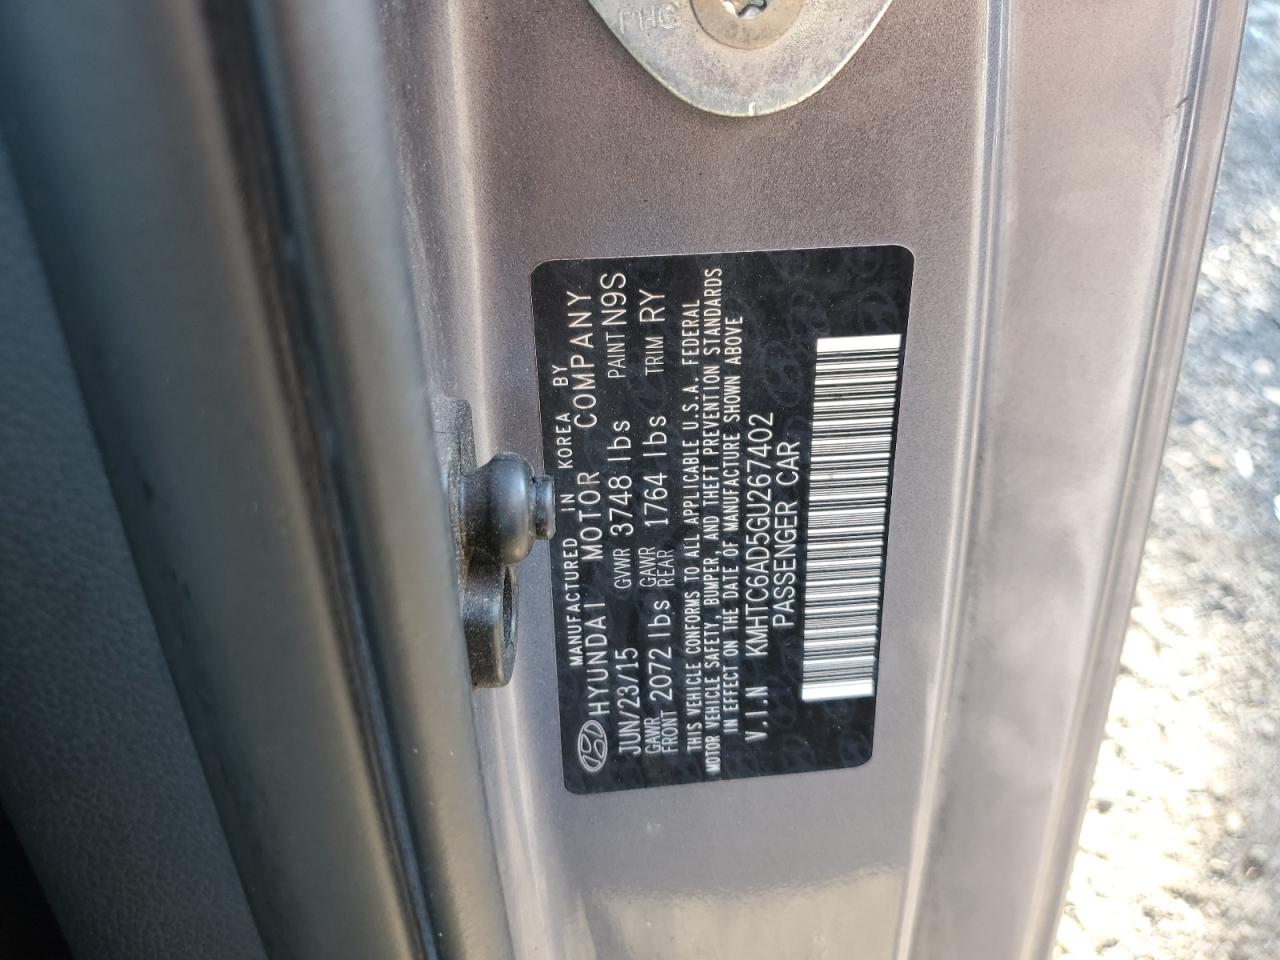 PHC
MANUFACTURED IN KOREA BY
HYUNDAI MOTOR COMPANY
JUN/23/15 GVWR 3748 lbs PAINT N9S
GAWR FRONT 2072 lbs GAWR REAR 1764 lbs TRIM RY
THIS VEHICLE CONFORMS TO ALL APPLICABLE U.S.A. FEDERAL
MOTOR VEHICLE SAFETY, BUMPER, AND THEFT PREVENTION STANDARDS
IN EFFECT ON THE DATE OF MANUFACTURE SHOWN ABOVE
V.I.N KMHTC6AD5GU267402
PASSENGER CAR